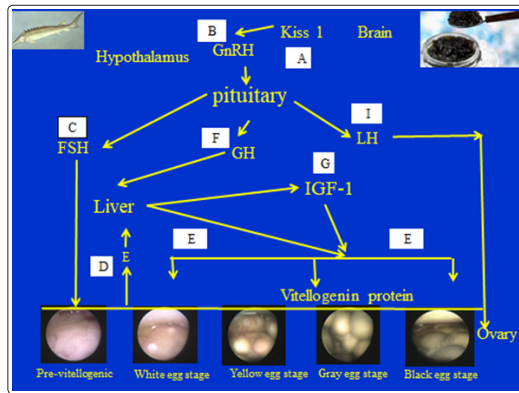 B Kiss 1 Brain
Hypothalamus GnRH A
pituitary
C F I
FSH GH LH
G
Liver IGF-1
E E
D E
Vitellogenin protein
Ovary
Pre-vitellogenic White egg stage Yellow egg stage Gray egg stage Black egg stage